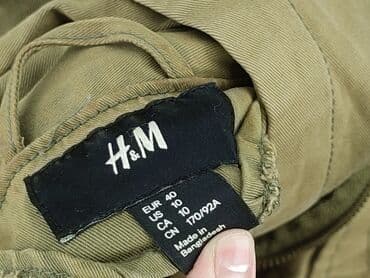 H&M
EUR 40
US 10
CA 10
CN 170/92A
Made in
Bangladesh